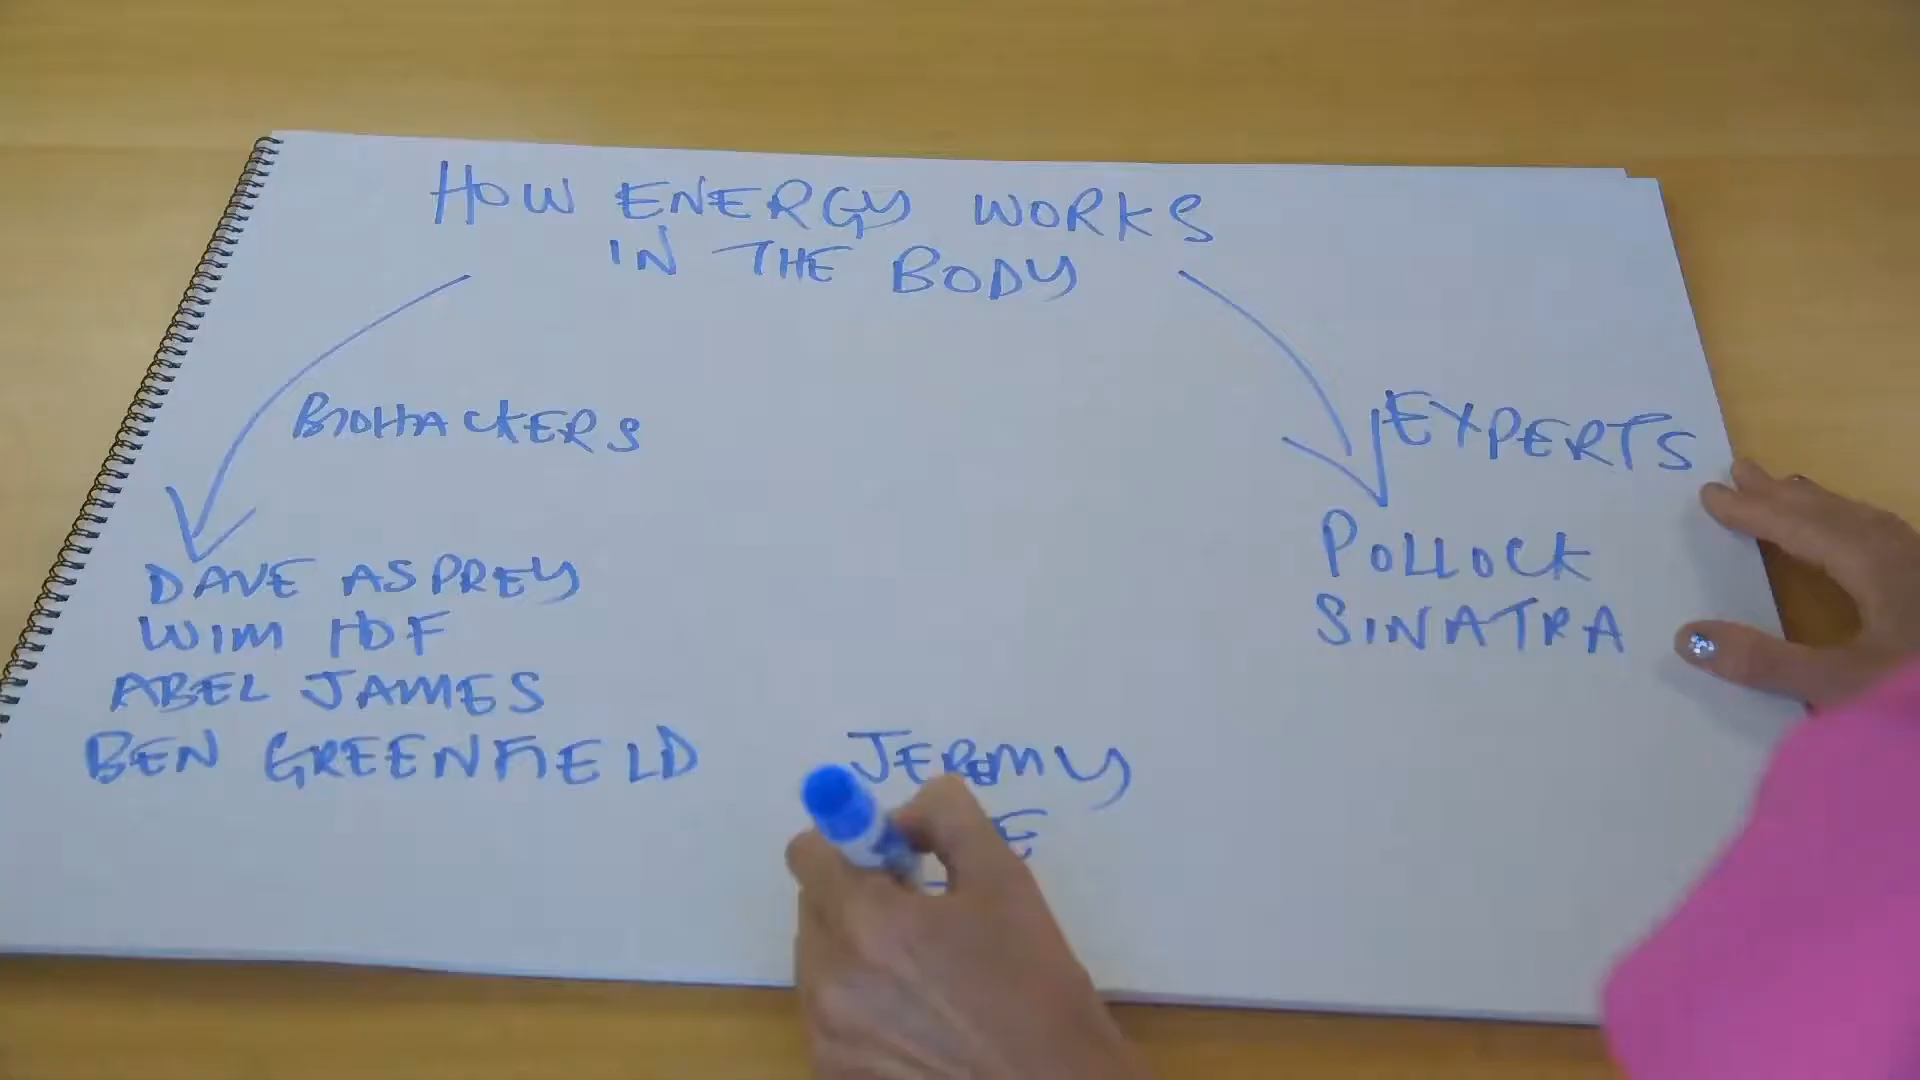 HOW ENERGY WORKS
IN THE BODY
BIOHACKERS
EXPERTS
DAVE ASPREY
WIM HOF
ABEL JAMES
BEN GREENFIELD
POLLOCK
SINATRA
JEREMY